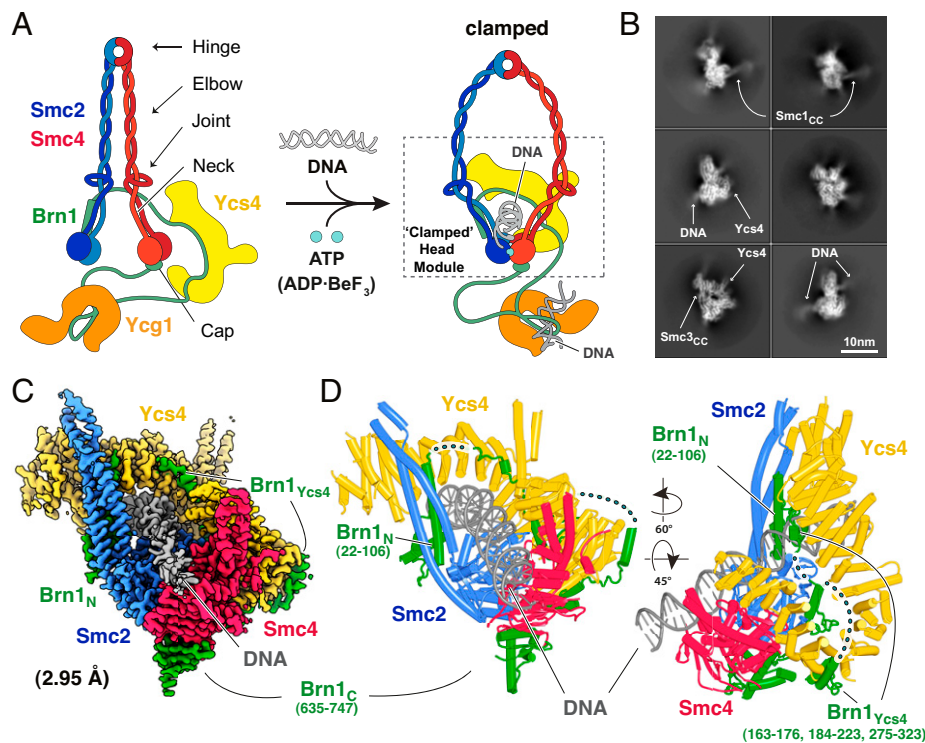 A
Hinge
Elbow
Joint
Neck
Smc2
Smc4
Brn1
Ycs4
Ycg1
Cap
DNA
ATP
(ADP·BeF3)
clamped
DNA
'Clamped'
Head
Module
DNA
B
Smc1CC
DNA
Ycs4
Ycs4
DNA
Smc3CC
10nm
C
Ycs4
Brn1Ycs4
Brn1N
Smc2
Smc4
DNA
(2.95 Å)
Brn1C
(635-747)
D
Ycs4
Brn1N
(22-106)
Smc2
DNA
60°
45°
Smc2
Brn1N
(22-106)
Ycs4
Smc4
Brn1Ycs4
(163-176, 184-223, 275-323)